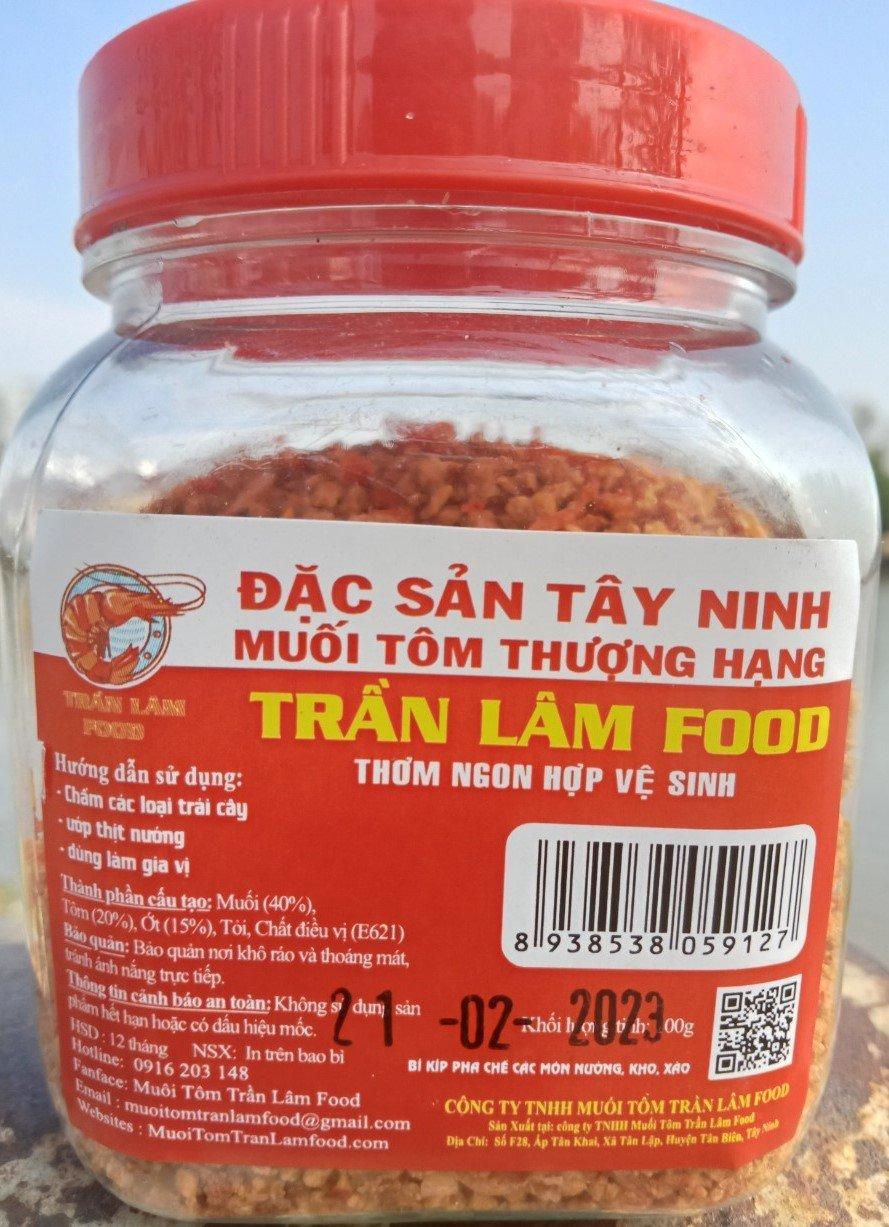 ĐẶC SẢN TÂY NINH
MUỐI TÔM THƯỢNG HẠNG
TRẦN LÂM FOOD
THƠM NGON HỢP VỆ SINH
TRẦN LAM
FOOD
Hướng dẫn sử dụng:
- Chấm các loại trái cây
- ướp thịt nướng
- dùng làm gia vị
Thành phần cấu tạo: Muối (40%),
Tôm (20%), Ớt (15%), Tỏi, Chất điều vị (E621)
Bảo quản: Bảo quản nơi khô ráo và thoáng mát,
tránh ánh nắng trực tiếp.
Thông tin cảnh báo an toàn: Không sử dụng sản
phẩm hết hạn hoặc có dấu hiệu mốc.
HSD : 12 tháng NSX: In trên bao bì
Hotline: 0916 203 148
Fanface: Muôi Tôm Trần Lâm Food
Email : muoitomtranlamfood@gmail.com
Websites : MuoiTomTranLamfood.com
8 938538 059127
21 -02- 2023
Khối lượng tịnh:
BÍ KÍP PHA CHẾ CÁC MÓN NƯỚNG, KHO, XÀO
CÔNG TY TNHH MUỐI TÔM TRẦN LÂM FOOD
Sản Xuất tại: công ty TNHH Muối Tôm Trần Lâm Food
Địa Chỉ: Số F28, Ấp Tân Khai, Xã Tân Lập, Huyện Tân Biên, Tây Ninh